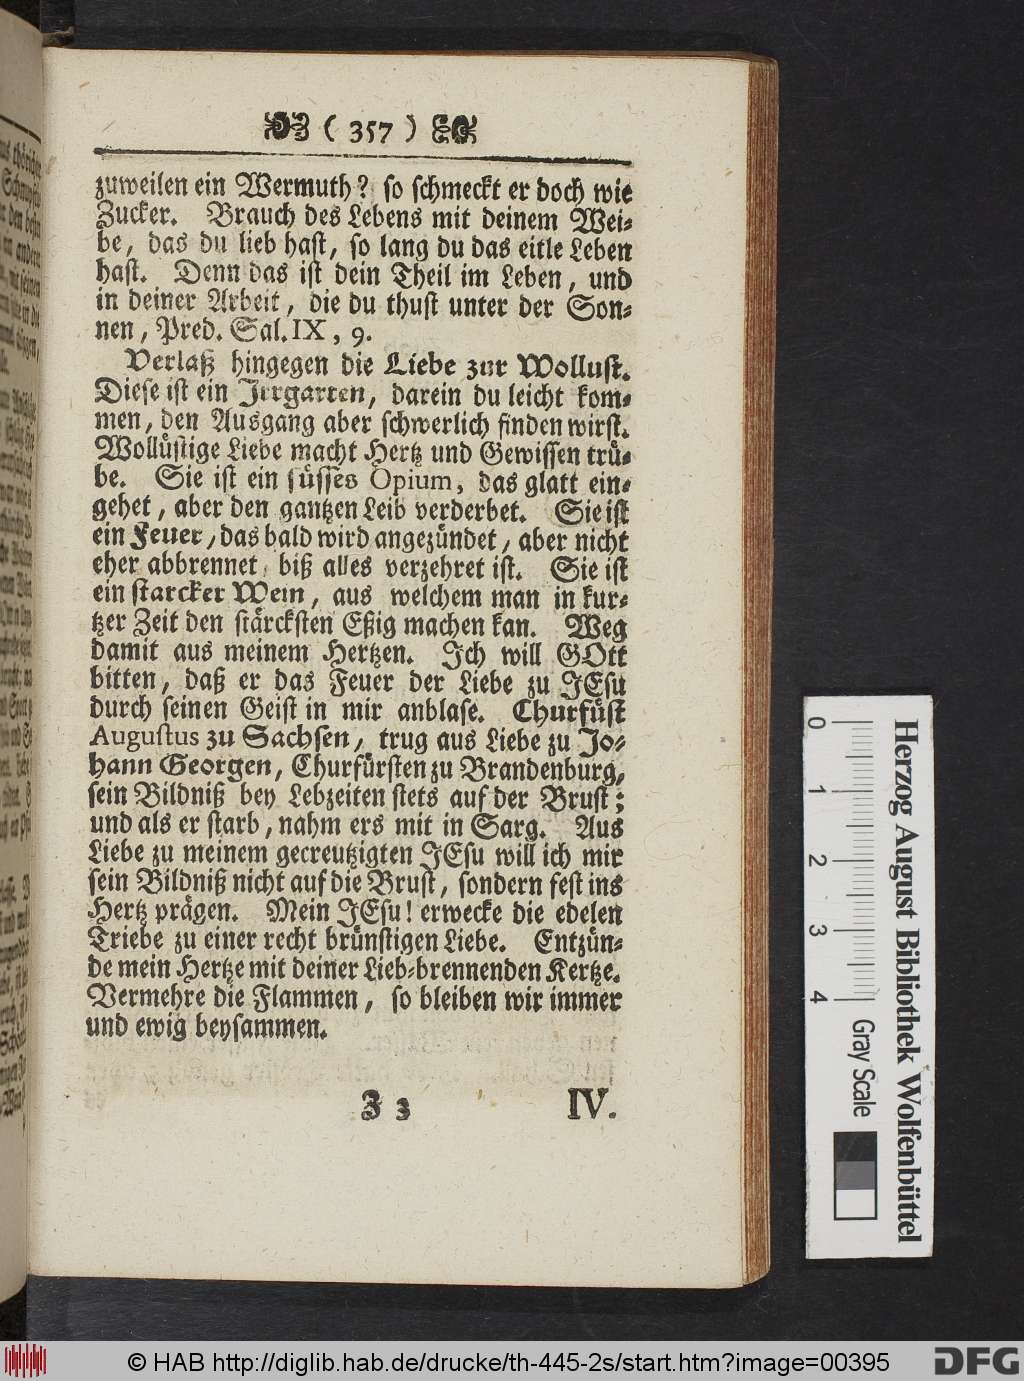 ( 357 )
zuweilen ein Wermuth? so schmeckt er doch wie
Zucker. Brauch des Lebens mit deinem Wei-
be, das du lieb hast, so lang du das eitle Leben
hast. Denn das ist dein Theil im Leben, und
in deiner Arbeit, die du thust unter der Son-
nen, Pred. Sal. IX, 9.
Verlaß hingegen die Liebe zur Wollust.
Diese ist ein Irrgarten, darein du leicht kom-
men, den Ausgang aber schwerlich finden wirst.
Wollüstige Liebe macht Hertz und Gewissen trü-
be. Sie ist ein süsses Opium, das glatt ein-
gehet, aber den gantzen Leib verderbet. Sie ist
ein Feuer, das bald wird angezündet, aber nicht
eher abbrennet biß alles verzehret ist. Sie ist
ein starcker Wein, aus welchem man in kur-
tzer Zeit den stärcksten Eßig machen kan. Weg
damit aus meinem Hertzen. Ich will GOtt
bitten, daß er das Feuer der Liebe zu JEsu
durch seinen Geist in mir anblase. Churfüst
Augustus zu Sachsen, trug aus Liebe zu Jo-
hann Georgen, Churfürsten zu Brandenburg,
sein Bildniß bey Lebzeiten stets auf der Brust;
und als er starb, nahm ers mit in Sarg. Aus
Liebe zu meinem gecreutzigten JEsu will ich mir
sein Bildniß nicht auf die Brust, sondern fest ins
Hertz prägen. Mein JEsu! erwecke die edelen
Triebe zu einer recht brünstigen Liebe. Entzün-
de mein Hertze mit deiner Lieb-brennenden Kertze.
Vermehre die Flammen, so bleiben wir immer
und ewig beysammen.
Z 3 IV.
0 1 2 3 4
Gray Scale
Herzog August Bibliothek Wolfenbüttel
© HAB http://diglib.hab.de/drucke/th-445-2s/start.htm?image=00395
DFG